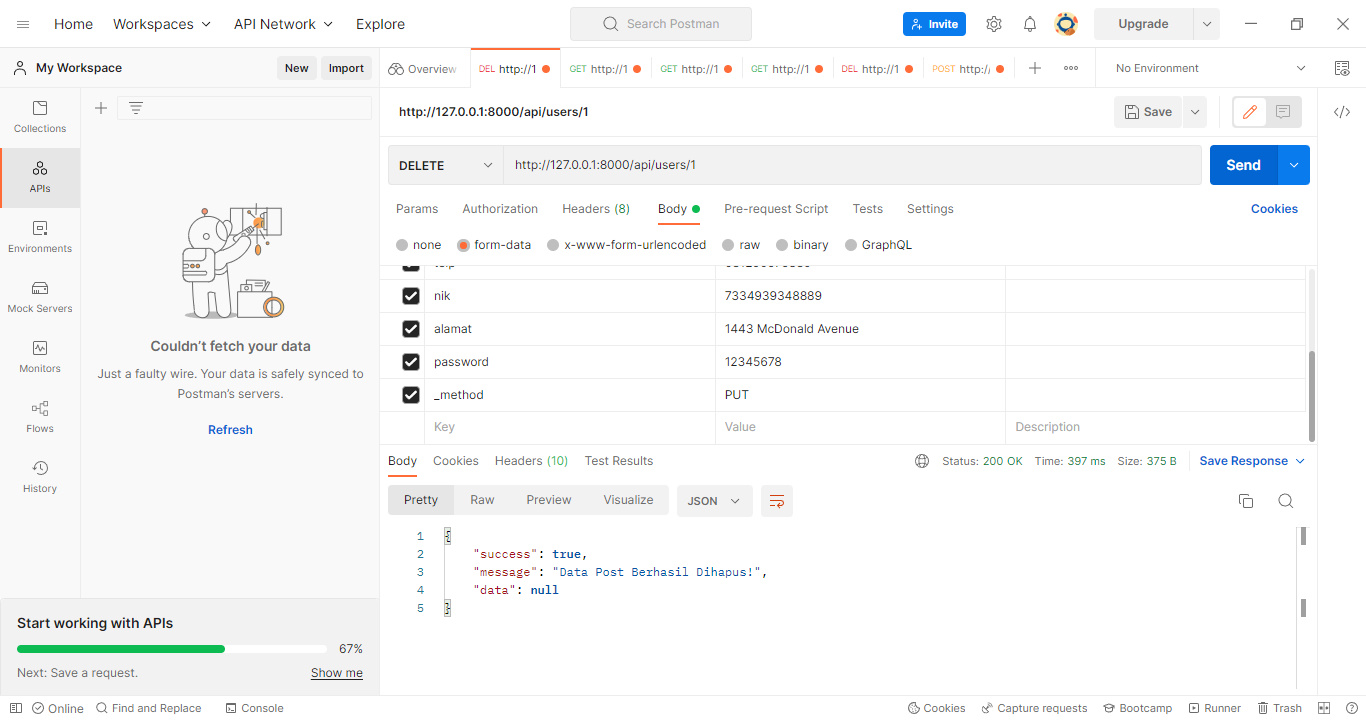 Home Workspaces API Network Explore Search Postman Invite Upgrade
My Workspace New Import Overview DEL http://1 GET http://1 GET http://1 GET http://1 DEL http://1 POST http:/ No Environment
Collections
APIs
Environments
Mock Servers
Monitors
Flows
History
Couldn't fetch your data
Just a faulty wire. Your data is safely synced to
Postman's servers.
Refresh
Start working with APIs
67%
Next: Save a request. Show me
http://127.0.0.1:8000/api/users/1 Save
DELETE http://127.0.0.1:8000/api/users/1 Send
Params Authorization Headers (8) Body Pre-request Script Tests Settings Cookies
none form-data x-www-form-urlencoded raw binary GraphQL
nik 7334939348889
alamat 1443 McDonald Avenue
password 12345678
_method PUT
Key Value Description
Body Cookies Headers (10) Test Results Status: 200 OK Time: 397 ms Size: 375 B Save Response
Pretty Raw Preview Visualize JSON
1 {
2 "success": true,
3 "message": "Data Post Berhasil Dihapus!",
4 "data": null
5 }
Online Find and Replace Console Cookies Capture requests Bootcamp Runner Trash